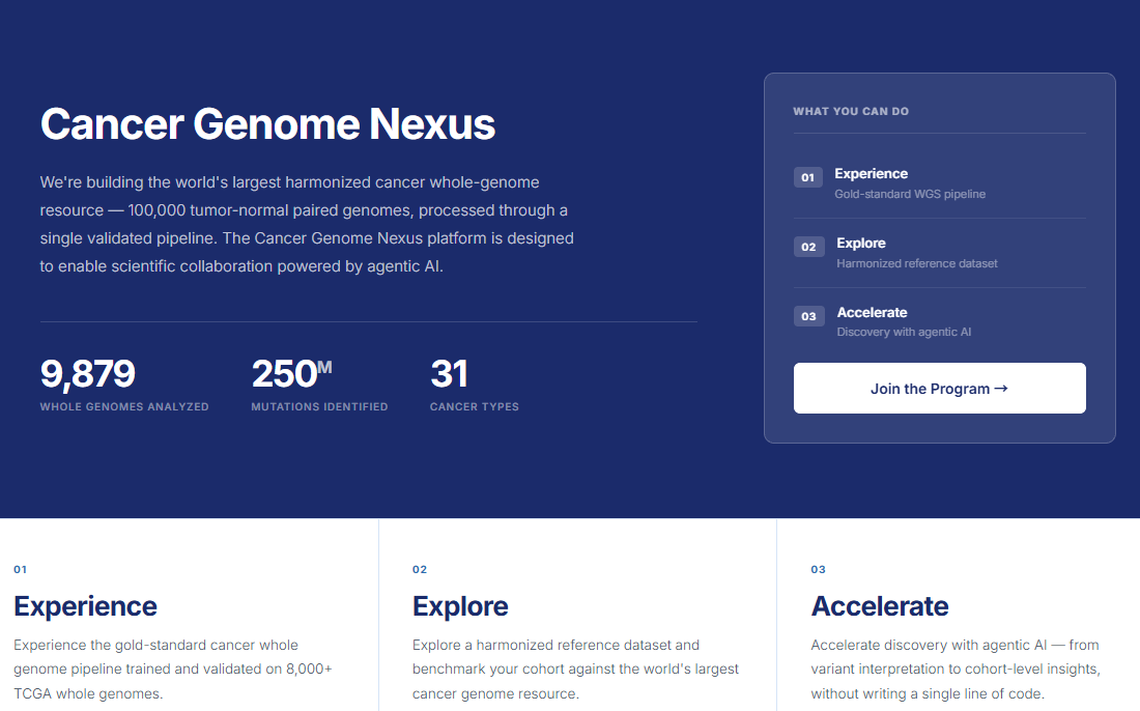 Cancer Genome Nexus
We're building the world's largest harmonized cancer whole-genome
resource — 100,000 tumor-normal paired genomes, processed through a
single validated pipeline. The Cancer Genome Nexus platform is designed
to enable scientific collaboration powered by agentic AI.
9,879
WHOLE GENOMES ANALYZED
250M
MUTATIONS IDENTIFIED
31
CANCER TYPES
WHAT YOU CAN DO
01
Experience
Gold-standard WGS pipeline
02
Explore
Harmonized reference dataset
03
Accelerate
Discovery with agentic AI
Join the Program →
01
Experience
Experience the gold-standard cancer whole
genome pipeline trained and validated on 8,000+
TCGA whole genomes.
02
Explore
Explore a harmonized reference dataset and
benchmark your cohort against the world's largest
cancer genome resource.
03
Accelerate
Accelerate discovery with agentic AI — from
variant interpretation to cohort-level insights,
without writing a single line of code.